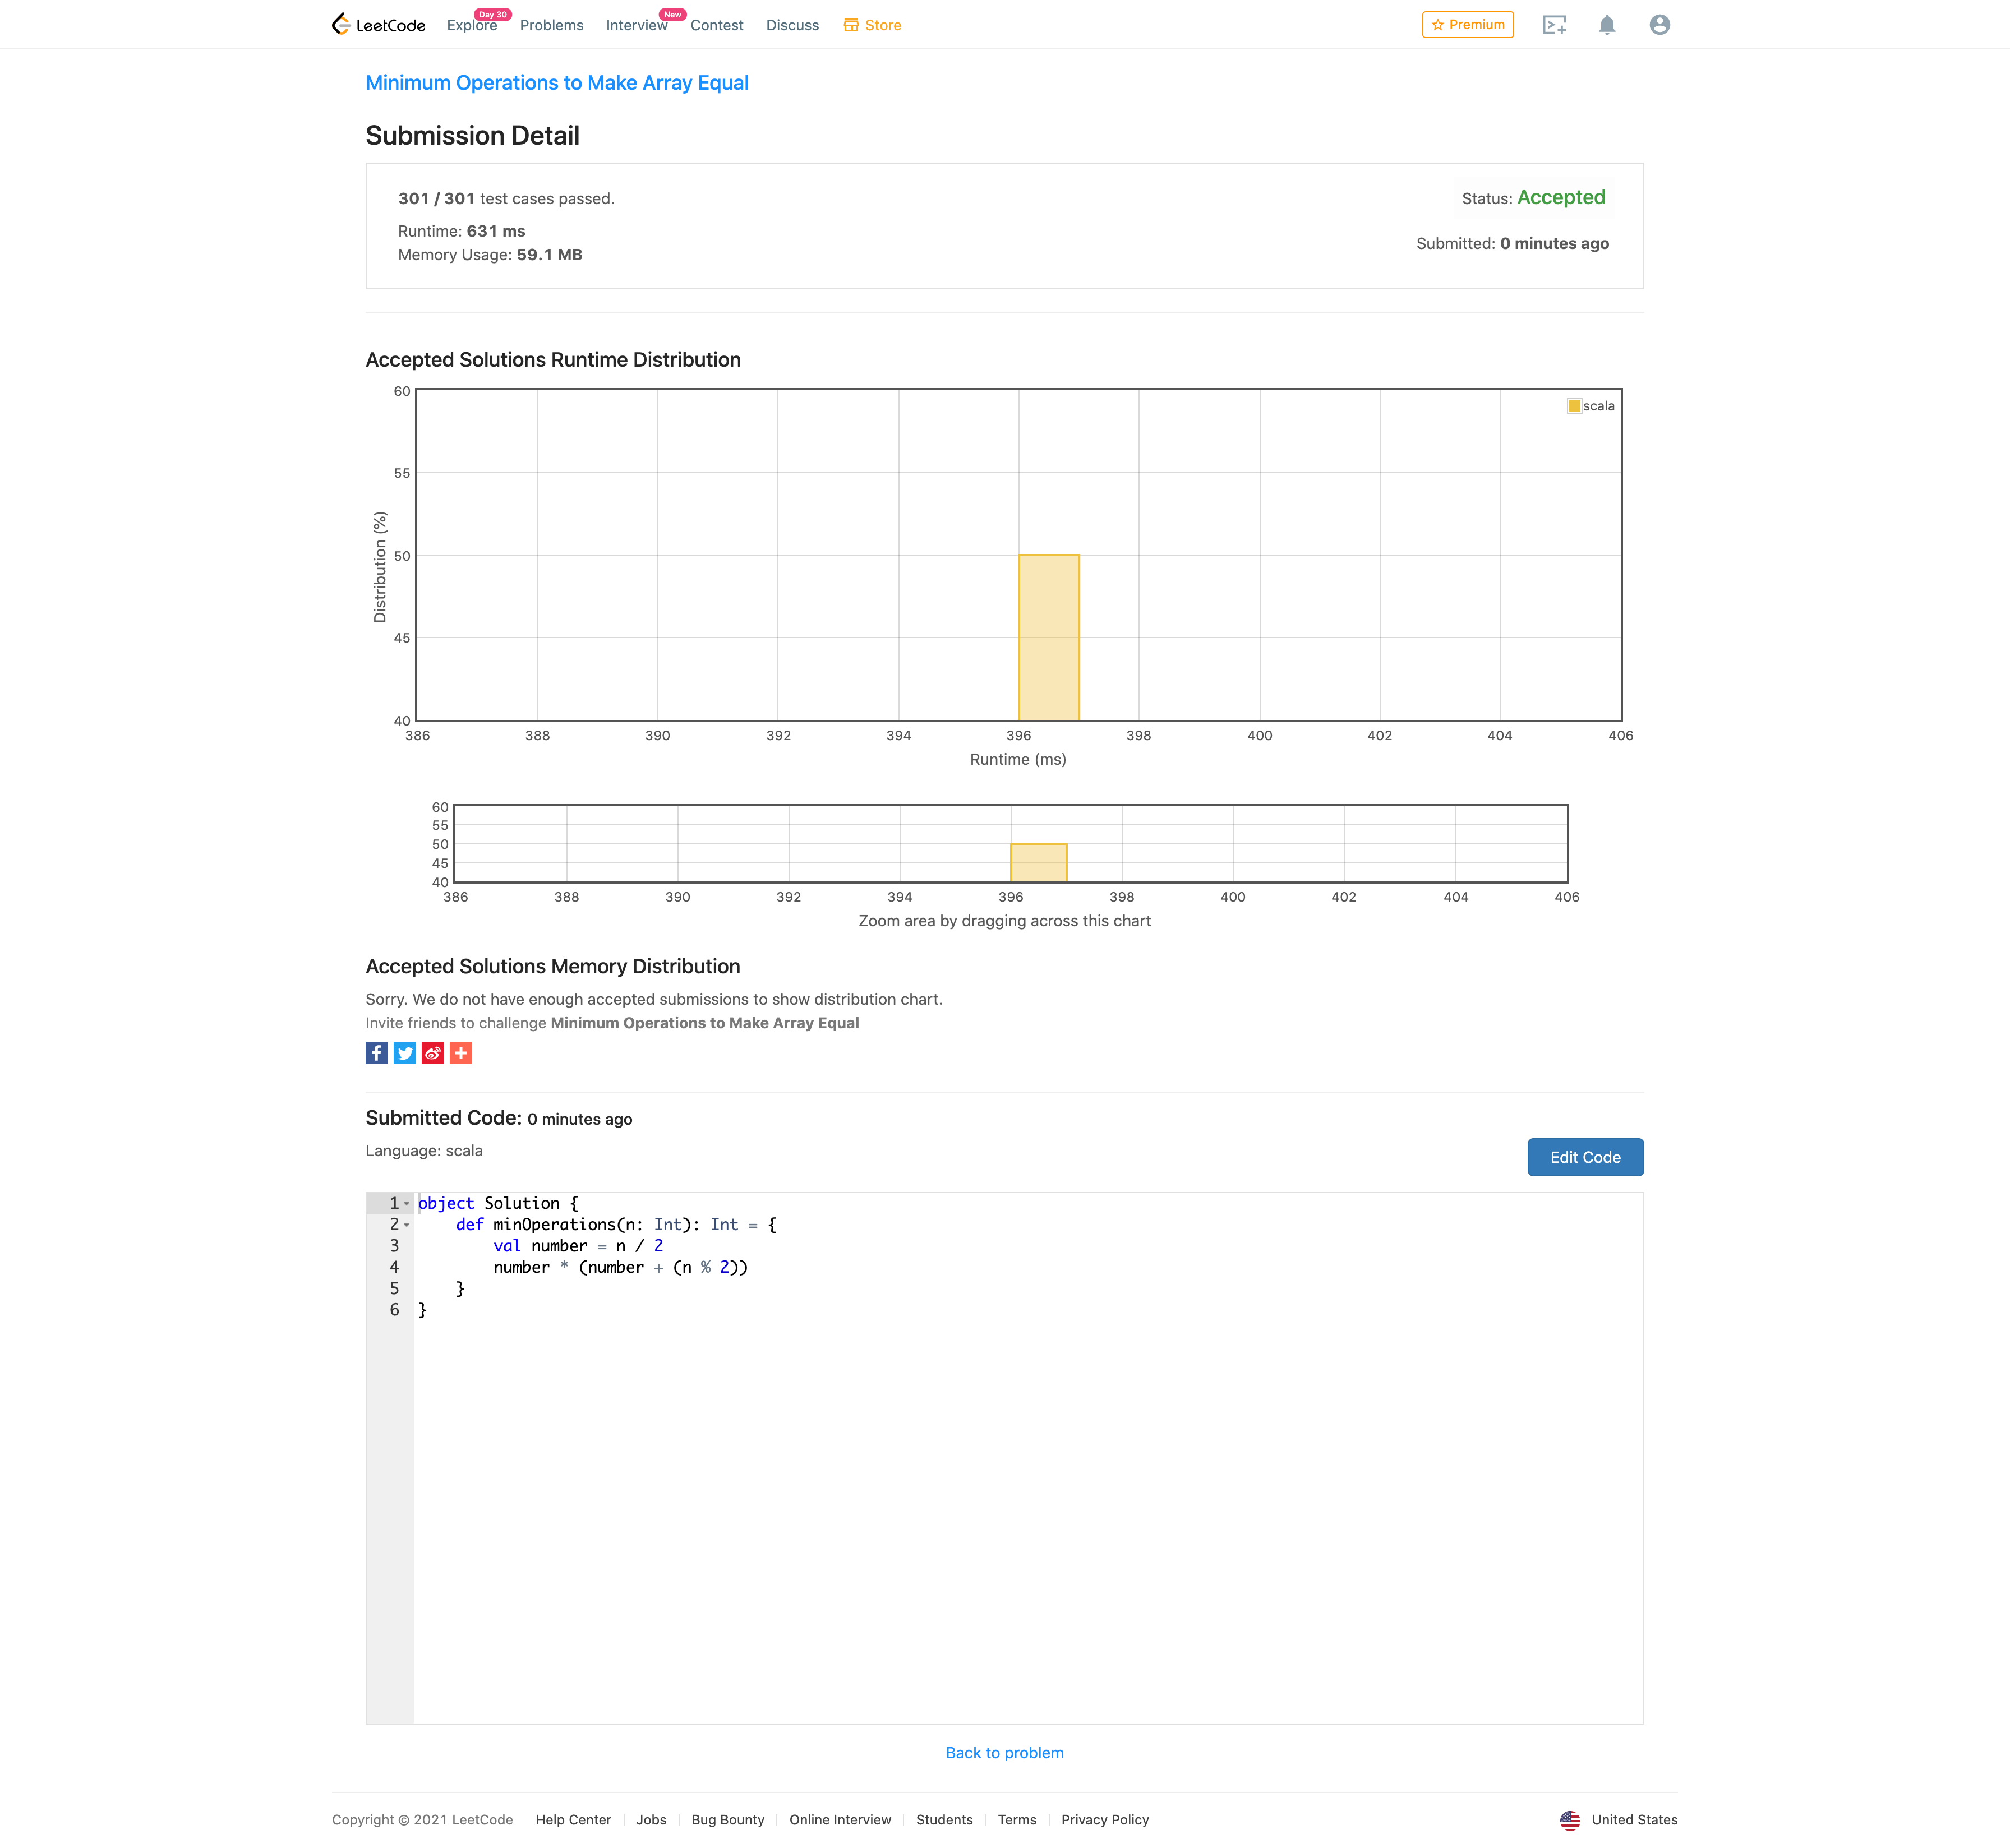 LeetCode Explore Day 30 Problems Interview New Contest Discuss Store Premium
Minimum Operations to Make Array Equal
Submission Detail
301 / 301 test cases passed.
Status: Accepted
Runtime: 631 ms
Submitted: 0 minutes ago
Memory Usage: 59.1 MB
Accepted Solutions Runtime Distribution
60
scala
55
50
45
40
Distribution (%)
386 388 390 392 394 396 398 400 402 404 406
Runtime (ms)
60
55
50
45
40
386 388 390 392 394 396 398 400 402 404 406
Zoom area by dragging across this chart
Accepted Solutions Memory Distribution
Sorry. We do not have enough accepted submissions to show distribution chart.
Invite friends to challenge Minimum Operations to Make Array Equal
Submitted Code: 0 minutes ago
Language: scala
Edit Code
1 object Solution {
2     def minOperations(n: Int): Int = {
3         val number = n / 2
4         number * (number + (n % 2))
5     }
6 }
Back to problem
Copyright © 2021 LeetCode Help Center Jobs Bug Bounty Online Interview Students Terms Privacy Policy United States